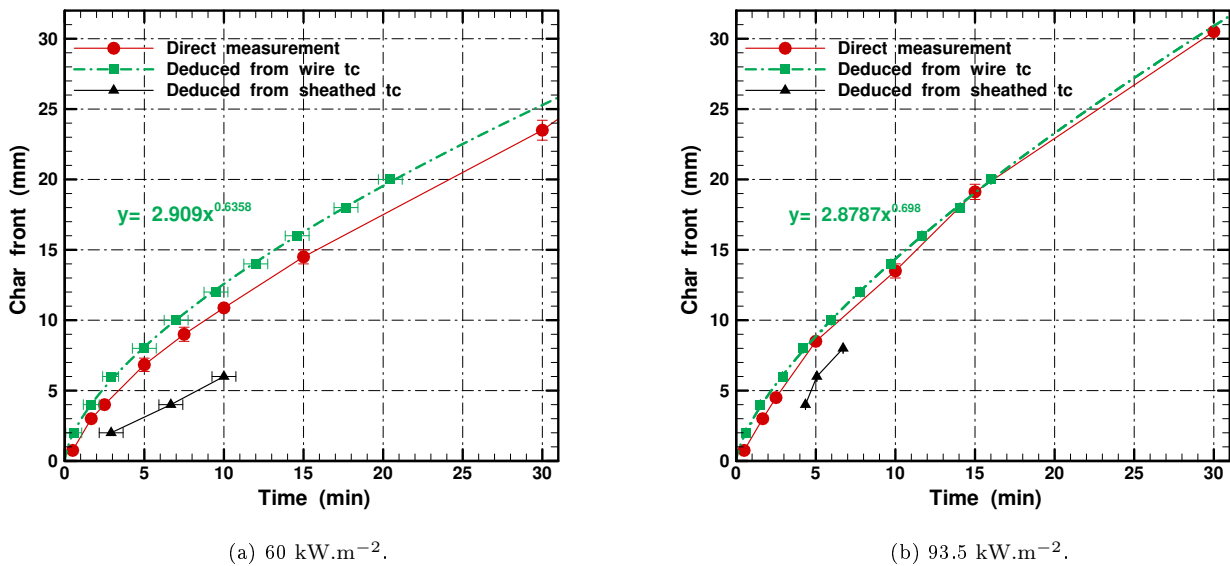 Char front (mm)
30
25
20
15
10
5
0
Direct measurement
Deduced from wire tc
Deduced from sheathed tc
y= 2.909x^0.6358
0 5 10 15 20 25 30
Time (min)
(a) 60 kW.m−2.
Char front (mm)
30
25
20
15
10
5
0
Direct measurement
Deduced from wire tc
Deduced from sheathed tc
y= 2.8787x^0.698
0 5 10 15 20 25 30
Time (min)
(b) 93.5 kW.m−2.